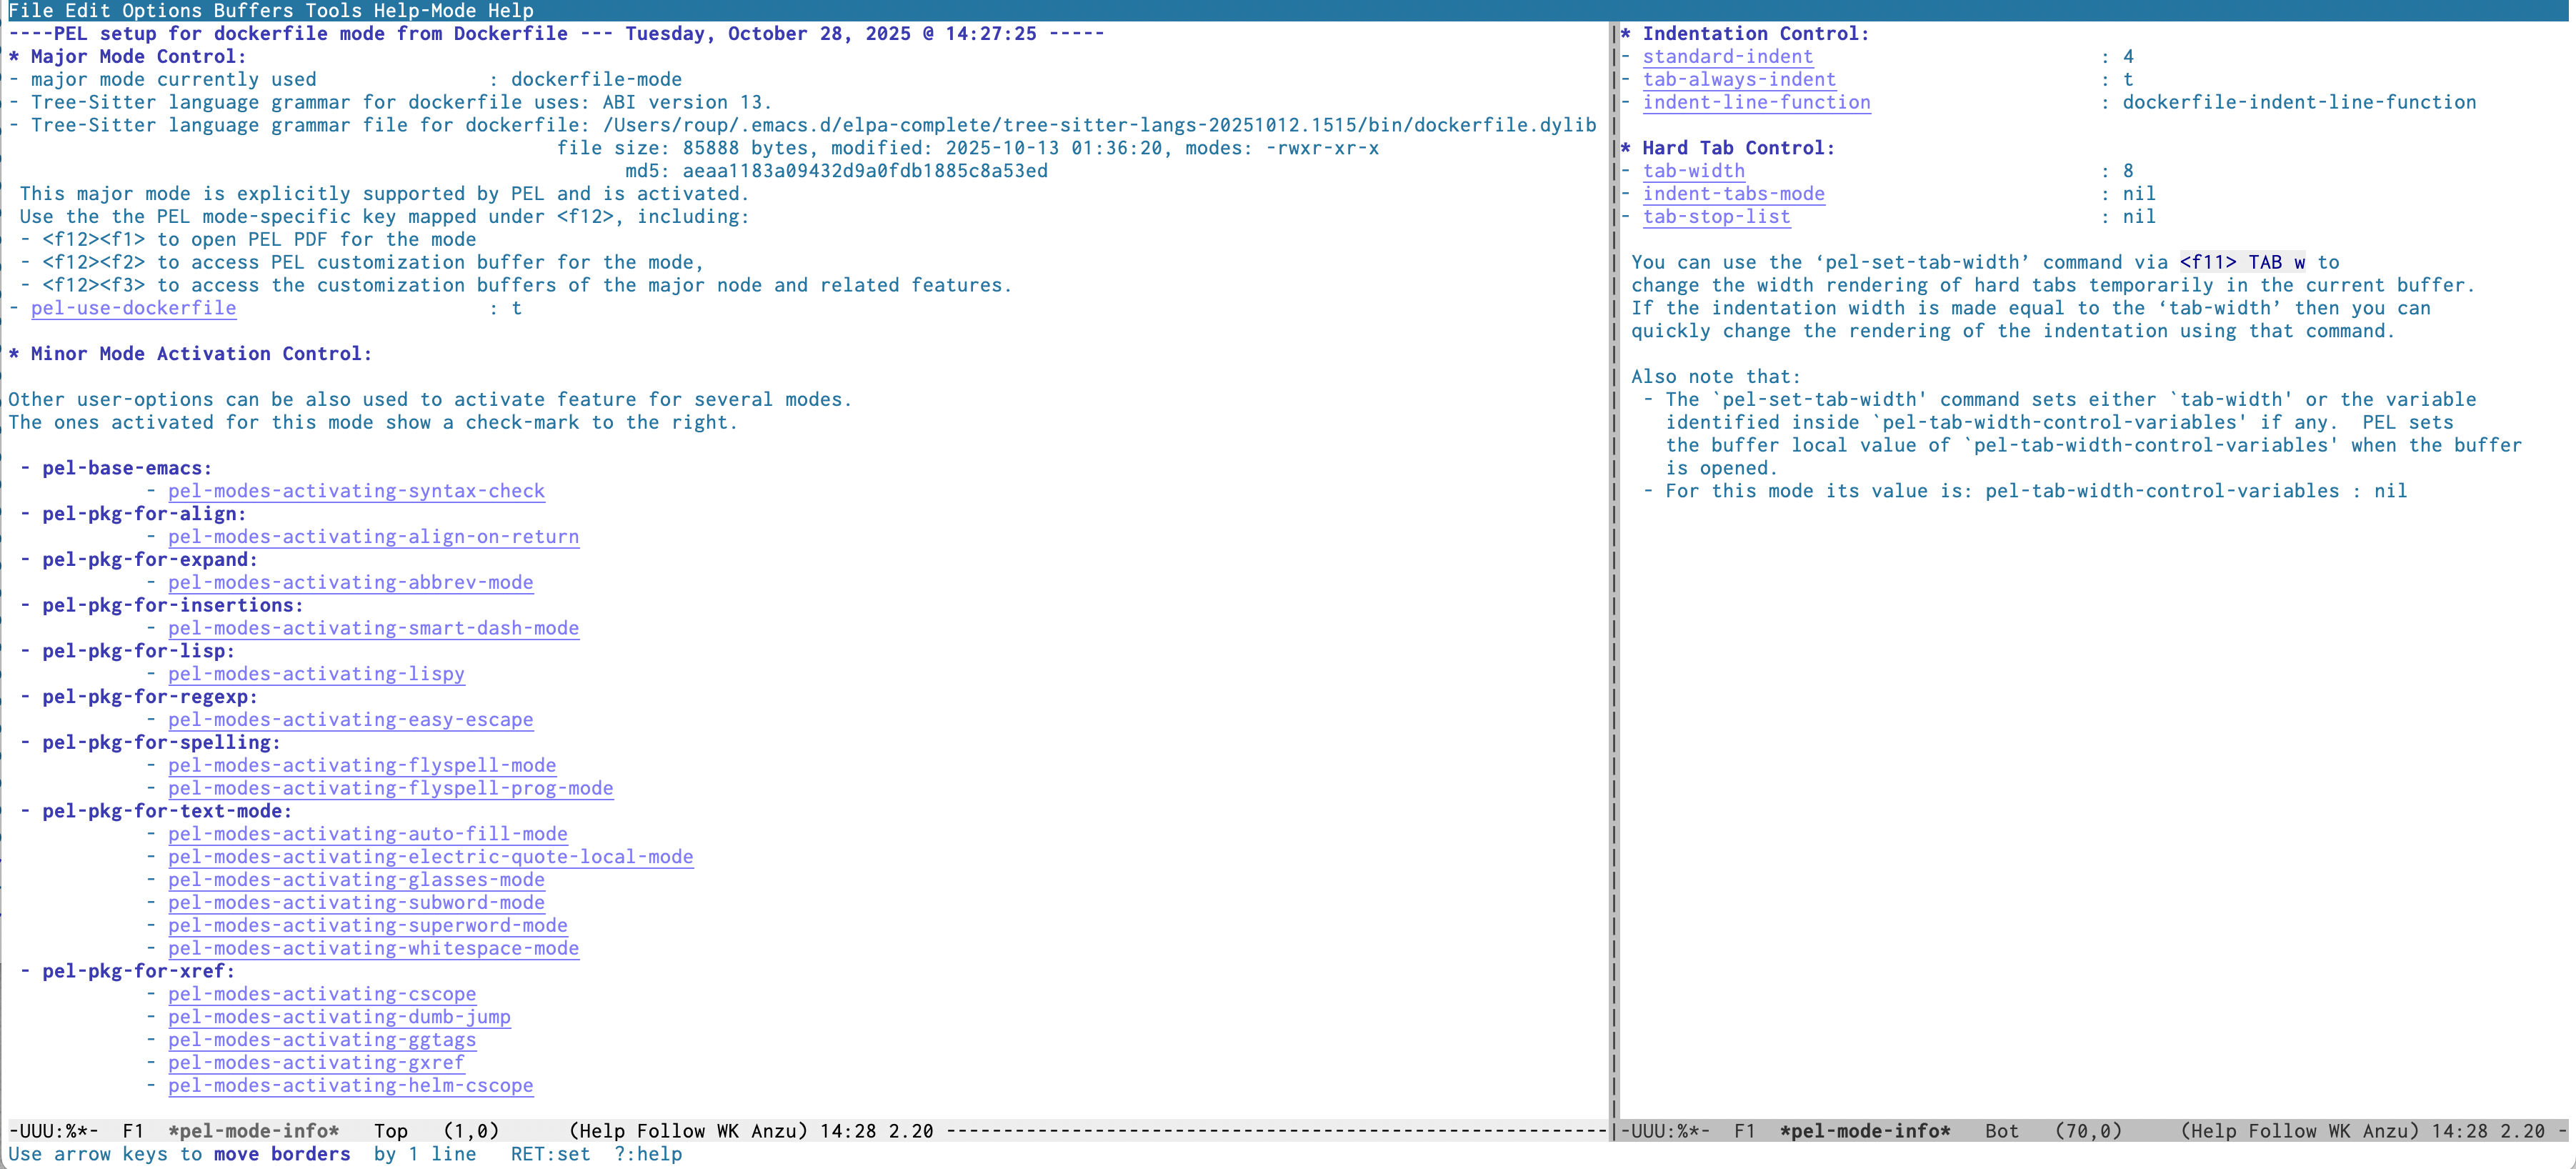 File Edit Options Buffers Tools Help-Mode Help
----PEL setup for dockerfile mode from Dockerfile --- Tuesday, October 28, 2025 @ 14:27:25 -----
* Major Mode Control:
- major mode currently used               : dockerfile-mode
- Tree-Sitter language grammar for dockerfile uses: ABI version 13.
- Tree-Sitter language grammar file for dockerfile: /Users/roup/.emacs.d/elpa-complete/tree-sitter-langs-20251012.1515/bin/dockerfile.dylib
file size: 85888 bytes, modified: 2025-10-13 01:36:20, modes: -rwxr-xr-x
md5: aeaa1183a09432d9a0fdb1885c8a53ed
This major mode is explicitly supported by PEL and is activated.
Use the the PEL mode-specific key mapped under <f12>, including:
- <f12><f1> to open PEL PDF for the mode
- <f12><f2> to access PEL customization buffer for the mode,
- <f12><f3> to access the customization buffers of the major node and related features.
- pel-use-dockerfile                      : t
* Minor Mode Activation Control:
Other user-options can be also used to activate feature for several modes.
The ones activated for this mode show a check-mark to the right.
- pel-base-emacs:
- pel-modes-activating-syntax-check
- pel-pkg-for-align:
- pel-modes-activating-align-on-return
- pel-pkg-for-expand:
- pel-modes-activating-abbrev-mode
- pel-pkg-for-insertions:
- pel-modes-activating-smart-dash-mode
- pel-pkg-for-lisp:
- pel-modes-activating-lispy
- pel-pkg-for-regexp:
- pel-modes-activating-easy-escape
- pel-pkg-for-spelling:
- pel-modes-activating-flyspell-mode
- pel-modes-activating-flyspell-prog-mode
- pel-pkg-for-text-mode:
- pel-modes-activating-auto-fill-mode
- pel-modes-activating-electric-quote-local-mode
- pel-modes-activating-glasses-mode
- pel-modes-activating-subword-mode
- pel-modes-activating-superword-mode
- pel-modes-activating-whitespace-mode
- pel-pkg-for-xref:
- pel-modes-activating-cscope
- pel-modes-activating-dumb-jump
- pel-modes-activating-ggtags
- pel-modes-activating-gxref
- pel-modes-activating-helm-cscope
-UUU:%*-  F1  *pel-mode-info*   Top   (1,0)      (Help Follow WK Anzu) 14:28 2.20 ----------------------------------------------------------
* Indentation Control:
- standard-indent                         : 4
- tab-always-indent                       : t
- indent-line-function                    : dockerfile-indent-line-function
* Hard Tab Control:
- tab-width                               : 8
- indent-tabs-mode                        : nil
- tab-stop-list                           : nil
You can use the ‘pel-set-tab-width’ command via <f11> TAB w to
change the width rendering of hard tabs temporarily in the current buffer.
If the indentation width is made equal to the ‘tab-width’ then you can
quickly change the rendering of the indentation using that command.
Also note that:
- The `pel-set-tab-width' command sets either `tab-width' or the variable
identified inside `pel-tab-width-control-variables' if any.  PEL sets
the buffer local value of `pel-tab-width-control-variables' when the buffer
is opened.
- For this mode its value is: pel-tab-width-control-variables : nil
-UUU:%*-  F1  *pel-mode-info*   Bot   (70,0)     (Help Follow WK Anzu) 14:28 2.20 -
Use arrow keys to move borders  by 1 line   RET:set  ?:help